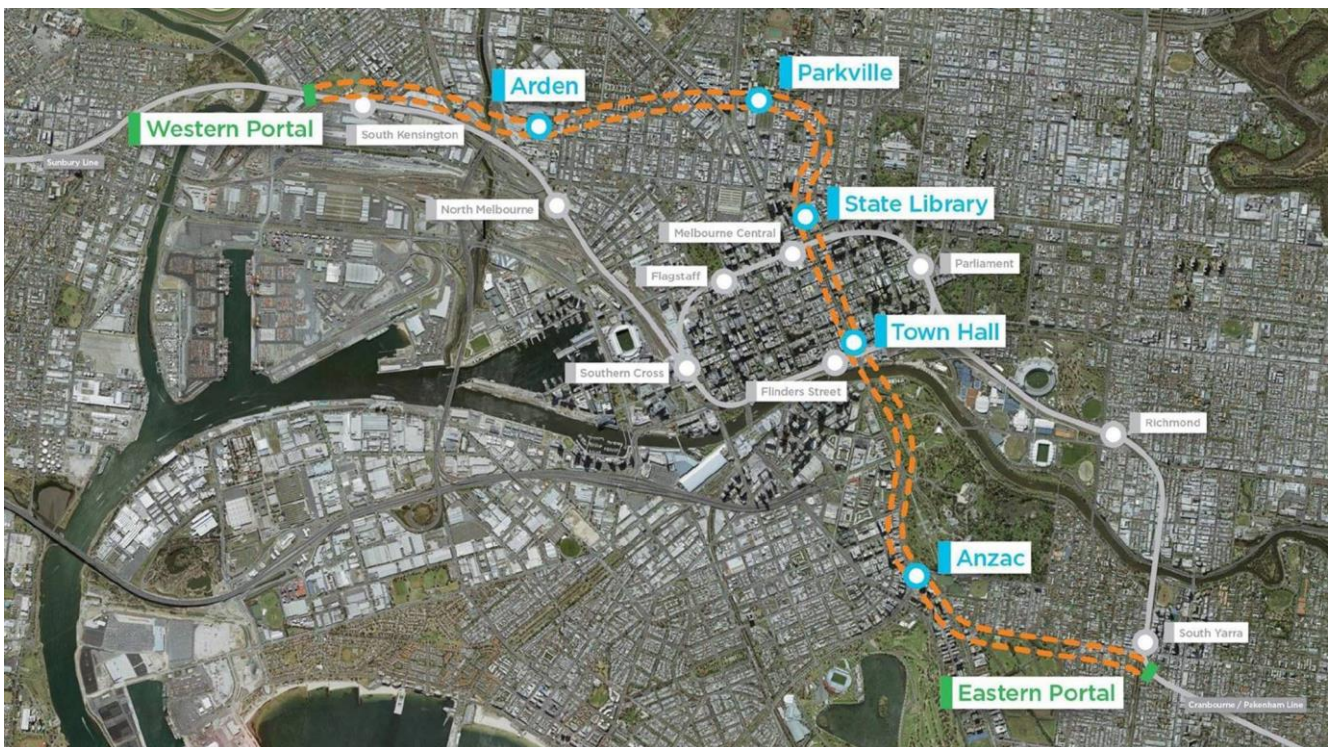 Parkville
Arden
Western Portal
South Kensington
Sunbury Line
State Library
North Melbourne
Melbourne Central
Parliament
Flagstaff
Town Hall
Southern Cross
Flinders Street
Richmond
Anzac
South Yarra
Eastern Portal
Cranbourne / Pakenham Line